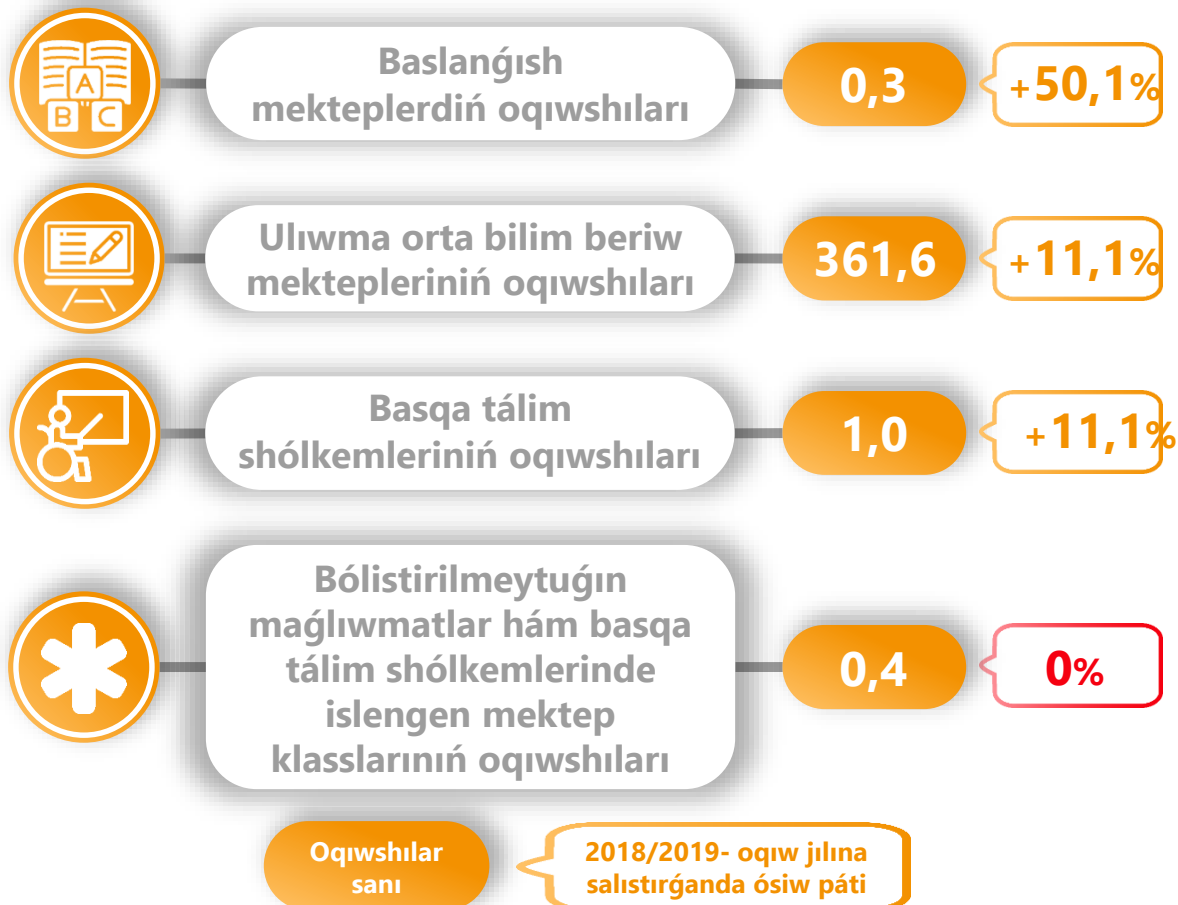 A
B C
Baslanǵısh
mekteplerdiń oqıwshıları
0,3
+50,1%
Ulıwma orta bilim beriw
mektepleriniń oqıwshıları
361,6
+11,1%
Basqa tálim
shólkemleriniń oqıwshıları
1,0
+11,1%
Bólistirilmeytuǵın
maǵlıwmatlar hám basqa
tálim shólkemlerinde
islengen mektep
klasslarınıń oqıwshıları
0,4
0%
Oqıwshılar
sanı
2018/2019- oqıw jılına
salıstırǵanda ósiw páti